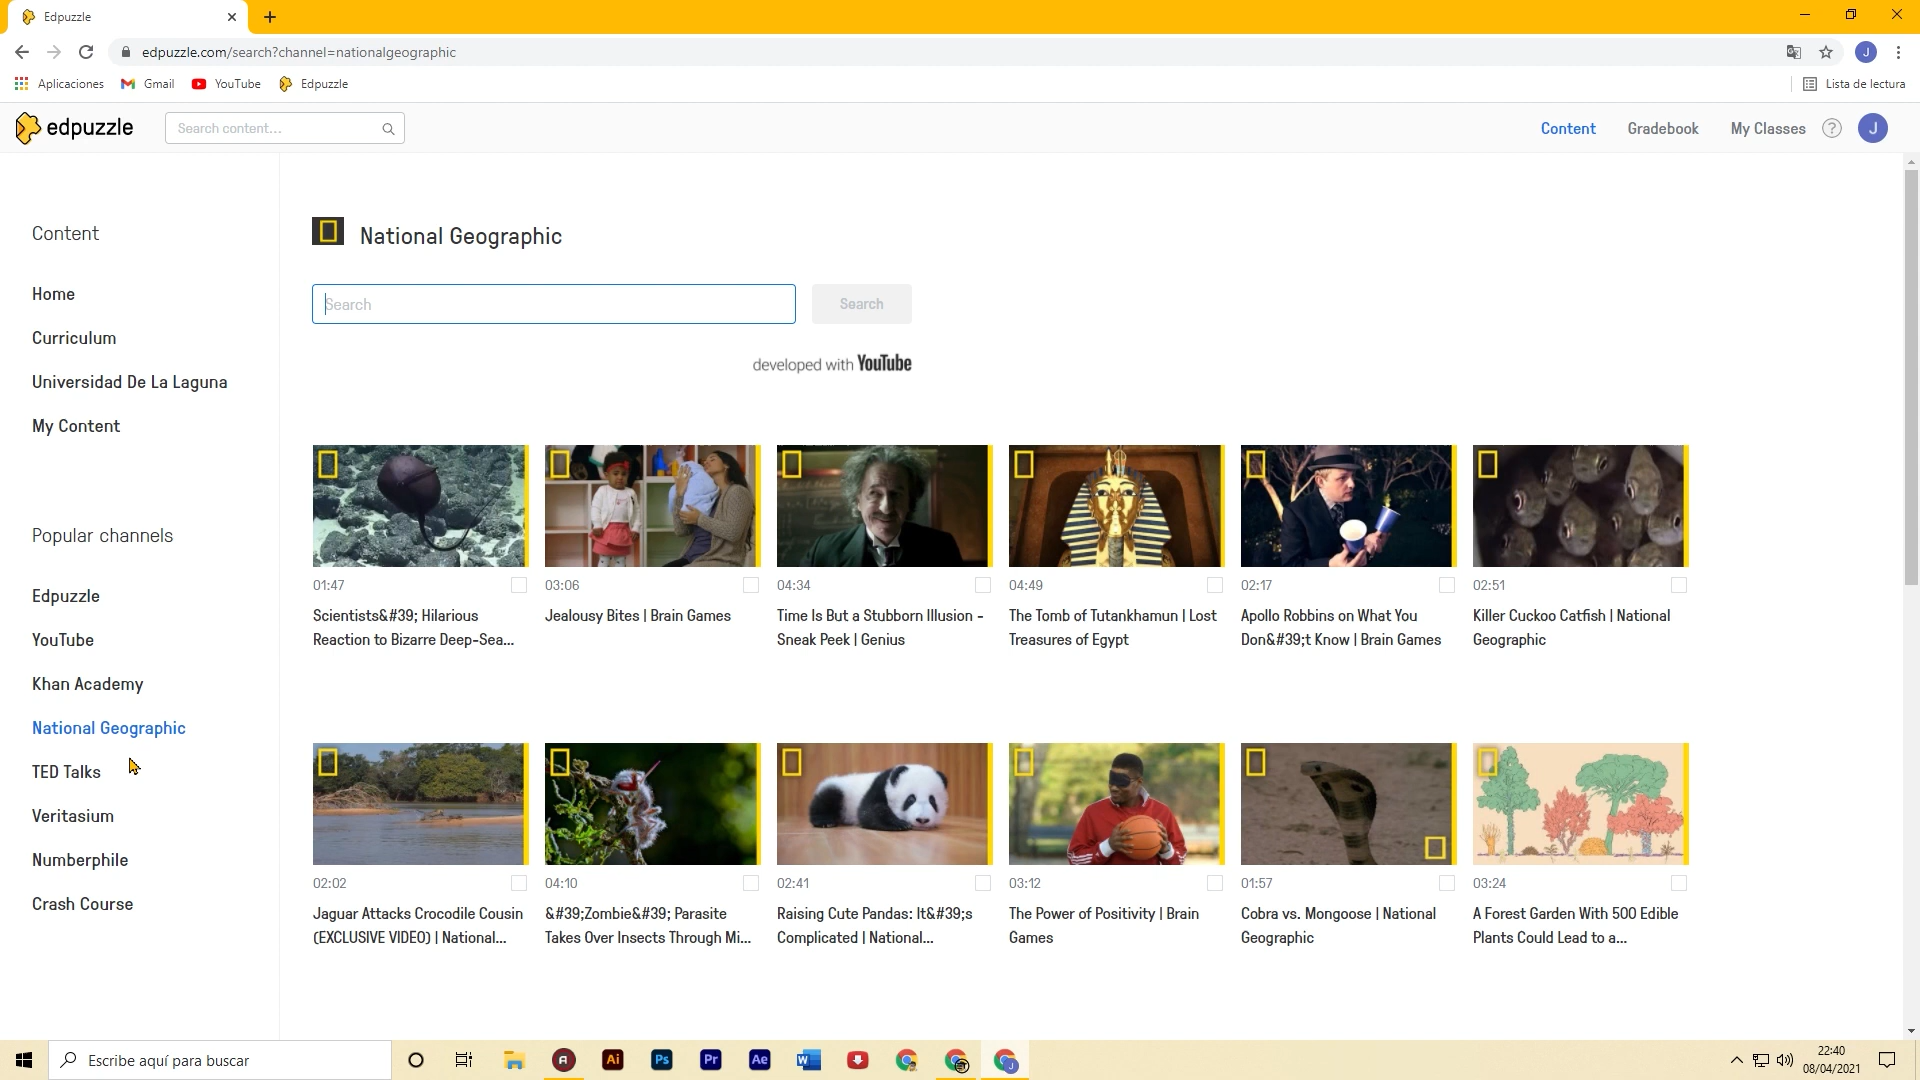 Edpuzzle
edpuzzle.com/search?channel=nationalgeographic
J
Aplicaciones
Gmail
YouTube
Edpuzzle
Lista de lectura
edpuzzle
Search content...
Content
Gradebook
My Classes
?
J
Content
Home
Curriculum
Universidad De La Laguna
My Content
Popular channels
Edpuzzle
YouTube
Khan Academy
National Geographic
TED Talks
Veritasium
Numberphile
Crash Course
National Geographic
Search
Search
developed with YouTube
01:47
Scientists&#39; Hilarious
Reaction to Bizarre Deep-Sea...
03:06
Jealousy Bites | Brain Games
04:34
Time Is But a Stubborn Illusion -
Sneak Peek | Genius
04:49
The Tomb of Tutankhamun | Lost
Treasures of Egypt
02:17
Apollo Robbins on What You
Don&#39;t Know | Brain Games
02:51
Killer Cuckoo Catfish | National
Geographic
02:02
Jaguar Attacks Crocodile Cousin
(EXCLUSIVE VIDEO) | National...
04:10
&#39;Zombie&#39; Parasite
Takes Over Insects Through Mi...
02:41
Raising Cute Pandas: It&#39;s
Complicated | National...
03:12
The Power of Positivity | Brain
Games
01:57
Cobra vs. Mongoose | National
Geographic
03:24
A Forest Garden With 500 Edible
Plants Could Lead to a...
Escribe aquí para buscar
Ai
Ps
Pr
Ae
W
J
22:40
08/04/2021